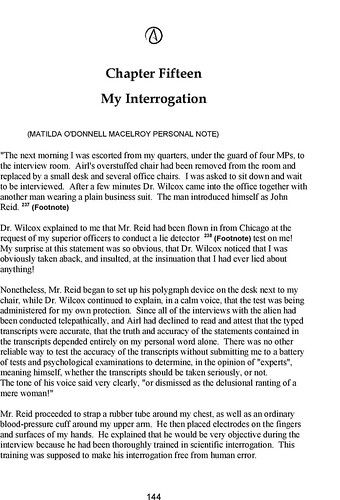 Chapter Fifteen
My Interrogation
(MATILDA O'DONNELL MACELROY PERSONAL NOTE)
"The next morning I was escorted from my quarters, under the guard of four MPs, to
the interview room.  Airl's overstuffed chair had been removed from the room and
replaced by a small desk and several office chairs.  I was asked to sit down and wait
to be interviewed.  After a few minutes Dr. Wilcox came into the office together with
another man wearing a plain business suit.  The man introduced himself as John
Reid. 237 (Footnote)
Dr. Wilcox explained to me that Mr. Reid had been flown in from Chicago at the
request of my superior officers to conduct a lie detector 238 (Footnote) test on me!
My surprise at this statement was so obvious, that Dr. Wilcox noticed that I was
obviously taken aback, and insulted, at the insinuation that I had ever lied about
anything!
Nonetheless, Mr. Reid began to set up his polygraph device on the desk next to my
chair, while Dr. Wilcox continued to explain, in a calm voice, that the test was being
administered for my own protection.  Since all of the interviews with the alien had
been conducted telepathically, and Airl had declined to read and attest that the typed
transcripts were accurate, that the truth and accuracy of the statements contained in
the transcripts depended entirely on my personal word alone.  There was no other
reliable way to test the accuracy of the transcripts without submitting me to a battery
of tests and psychological examinations to determine, in the opinion of "experts",
meaning himself, whether the transcripts should be taken seriously, or not.
The tone of his voice said very clearly, "or dismissed as the delusional ranting of a
mere woman!"
Mr. Reid proceeded to strap a rubber tube around my chest, as well as an ordinary
blood-pressure cuff around my upper arm.  He then placed electrodes on the fingers
and surfaces of my hands.  He explained that he would be very objective during the
interview because he had been thoroughly trained in scientific interrogation.  This
training was supposed to make his interrogation free from human error.
144